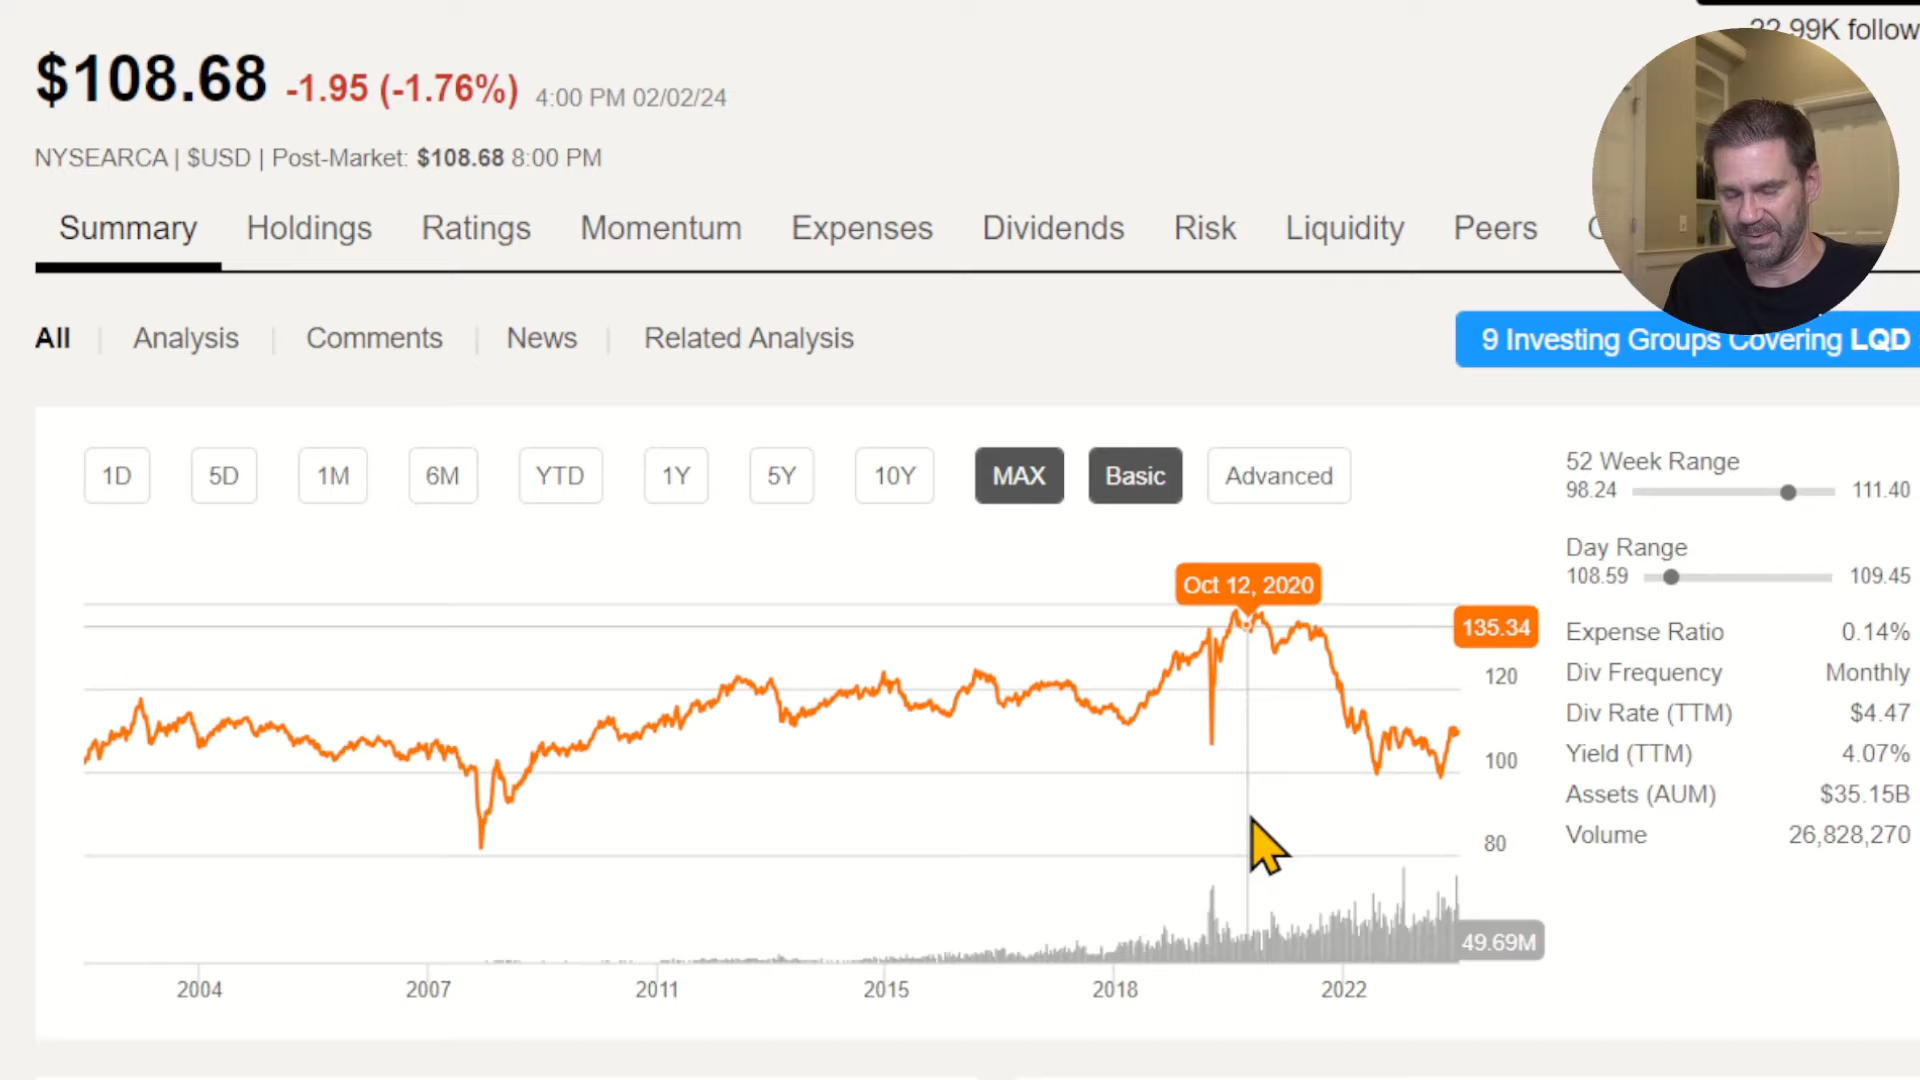 22.99K follow
$108.68 -1.95 (-1.76%) 4:00 PM 02/02/24
NYSEARCA | $USD | Post-Market: $108.68 8:00 PM
Summary Holdings Ratings Momentum Expenses Dividends Risk Liquidity Peers
All Analysis Comments News Related Analysis
9 Investing Groups Covering LQD
1D 5D 1M 6M YTD 1Y 5Y 10Y MAX Basic Advanced
52 Week Range
98.24 111.40
Day Range
108.59 109.45
Oct 12, 2020
135.34
120
100
80
49.69M
2004 2007 2011 2015 2018 2022
Expense Ratio 0.14%
Div Frequency Monthly
Div Rate (TTM) $4.47
Yield (TTM) 4.07%
Assets (AUM) $35.15B
Volume 26,828,270